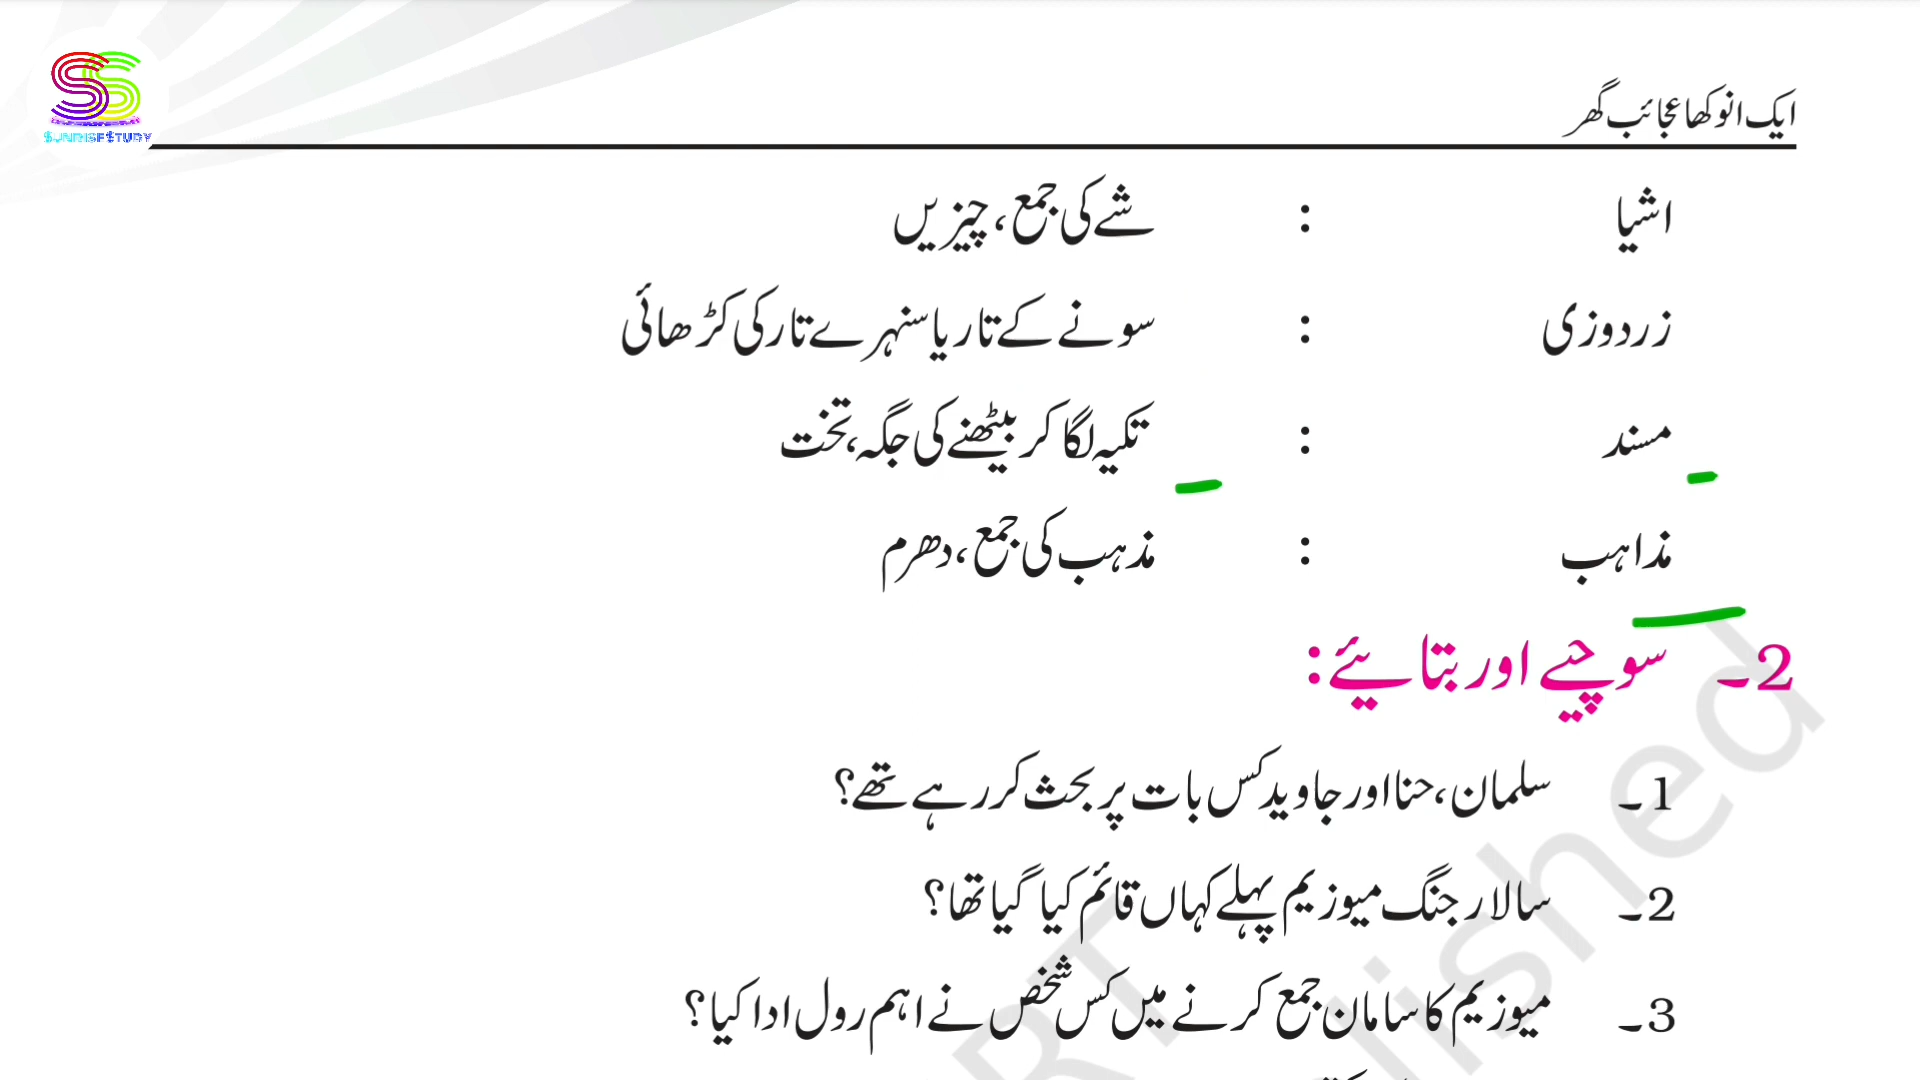 SUNRISESTUDY
ایک انوکھا عجائب گھر
اشیا : شے کی جمع، چیزیں
زردوزی : سونے کے تار یا سنہرے تار کی کڑھائی
مسند : تکیہ لگا کر بیٹھنے کی جگہ، تخت
مذاہب : مذہب کی جمع، دھرم
2۔ سوچیے اور بتایئے:
1۔ سلمان، حنا اور جاوید کس بات پر بحث کر رہے تھے؟
2۔ سالار جنگ میوزیم پہلے کہاں قائم کیا گیا تھا؟
3۔ میوزیم کا سامان جمع کرنے میں کس شخص نے اہم رول ادا کیا؟